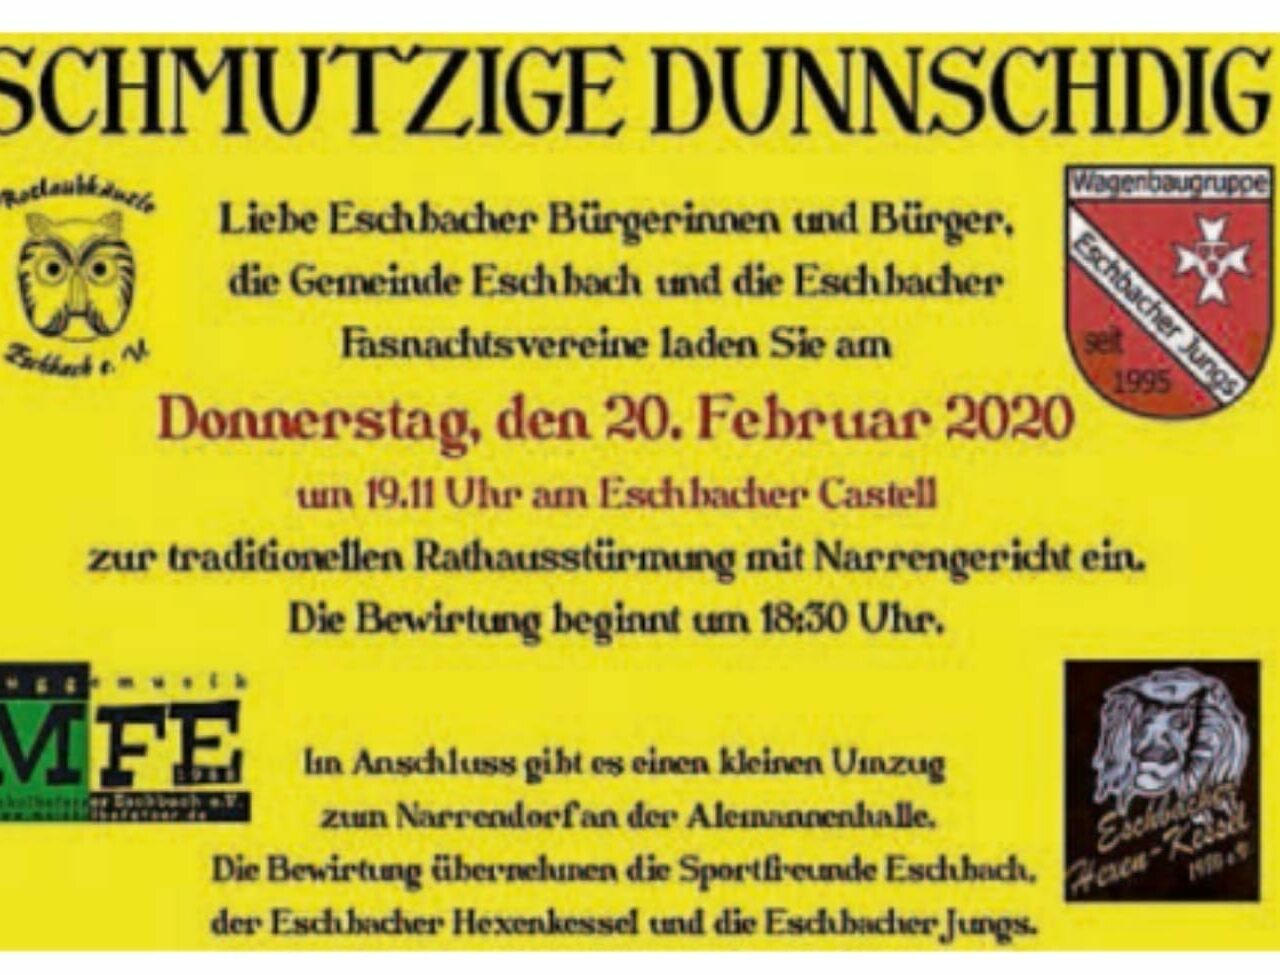 SCHMUTZIGE DUNNSCHDIG
Rotlaubkäuzle
Eschbach e. V.
Wagenbaugruppe
Eschbacher Jungs
seit
1995
Liebe Eschbacher Bürgerinnen und Bürger,
die Gemeinde Eschbach und die Eschbacher
Fasnachtsvereine laden Sie am
Donnerstag, den 20. Februar 2020
um 19.11 Uhr am Eschbacher Castell
zur traditionellen Rathausstürmung mit Narrengericht ein.
Die Bewirtung beginnt um 18:30 Uhr.
MFE
Eschbach e.V.
Eschbacher
Hexen-Kessel
Im Anschluss gibt es einen kleinen Umzug
zum Narrendorf an der Alemannenhalle.
Die Bewirtung übernehmen die Sportfreunde Eschbach,
der Eschbacher Hexenkessel und die Eschbacher Jungs.